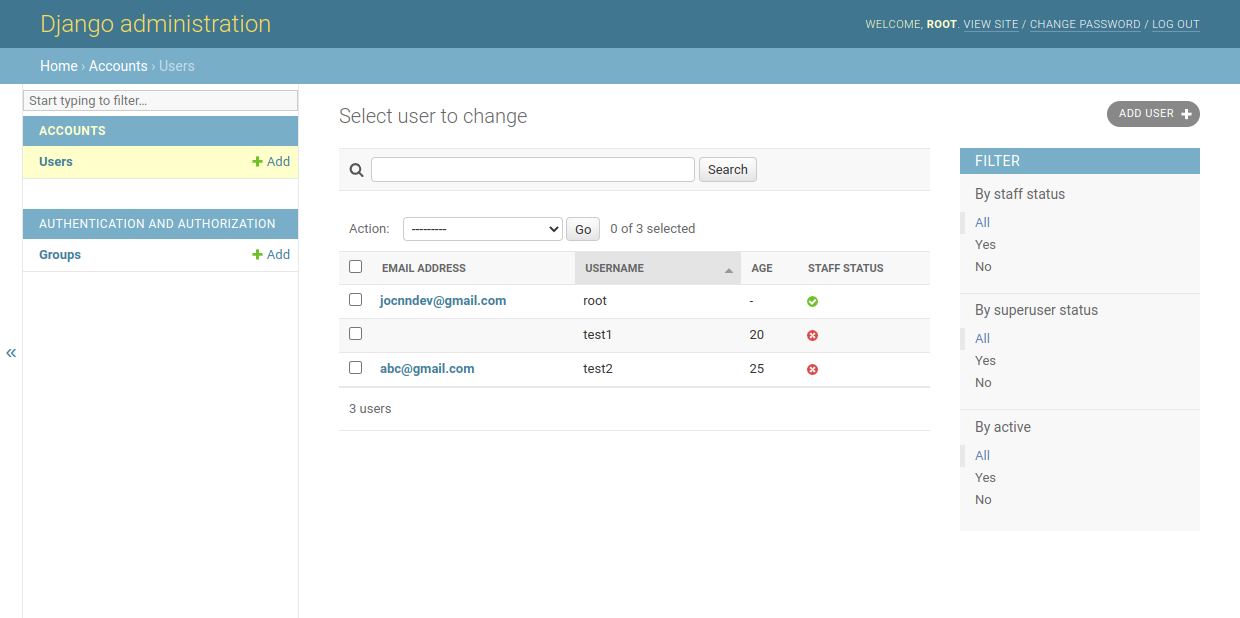 Django administration
WELCOME, ROOT. VIEW SITE / CHANGE PASSWORD / LOG OUT
Home › Accounts › Users
Start typing to filter...
ACCOUNTS
Users Add
AUTHENTICATION AND AUTHORIZATION
Groups Add
«
Select user to change
ADD USER
Search
Action: --------- Go 0 of 3 selected
EMAIL ADDRESS USERNAME AGE STAFF STATUS
jocnndev@gmail.com root -
test1 20
abc@gmail.com test2 25
3 users
FILTER
By staff status
All
Yes
No
By superuser status
All
Yes
No
By active
All
Yes
No